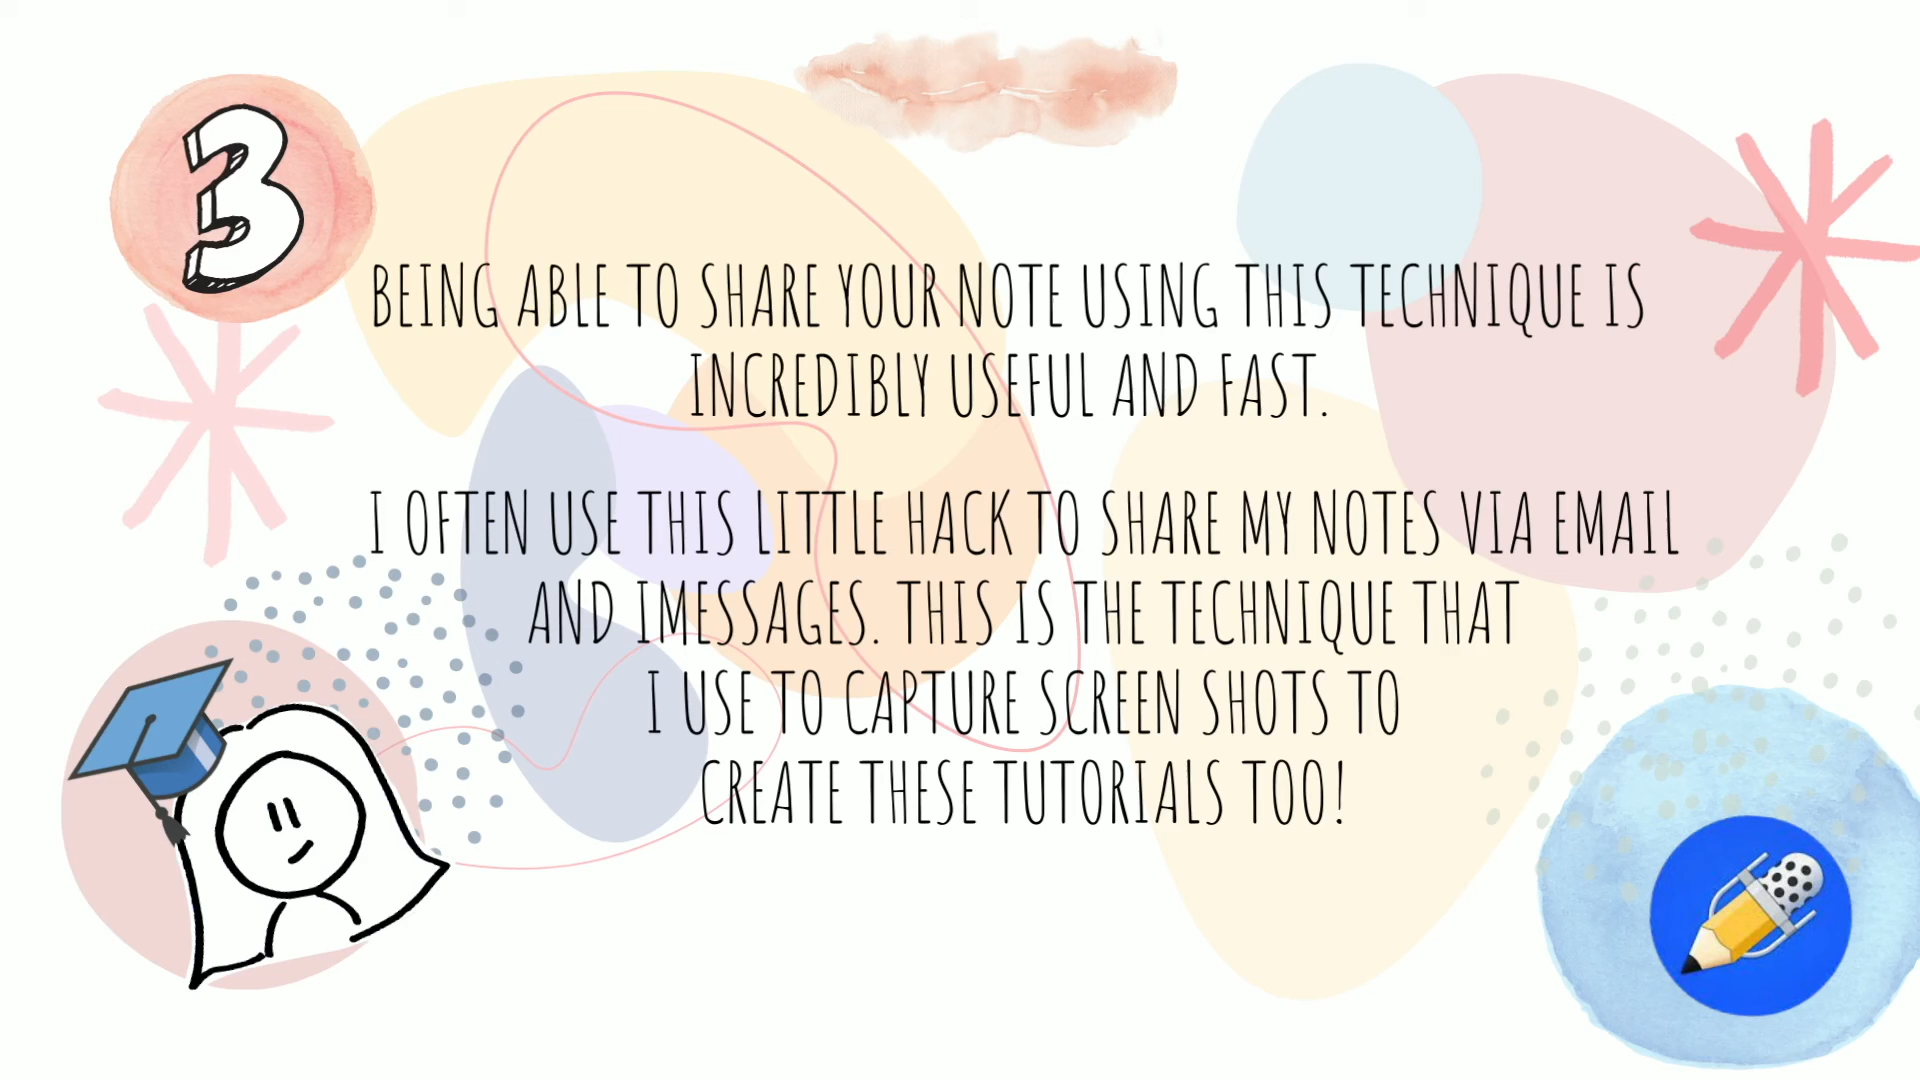 3
BEING ABLE TO SHARE YOUR NOTE USING THIS TECHNIQUE IS
INCREDIBLY USEFUL AND FAST.
I OFTEN USE THIS LITTLE HACK TO SHARE MY NOTES VIA EMAIL
AND IMESSAGES. THIS IS THE TECHNIQUE THAT
I USE TO CAPTURE SCREEN SHOTS TO
CREATE THESE TUTORIALS TOO!